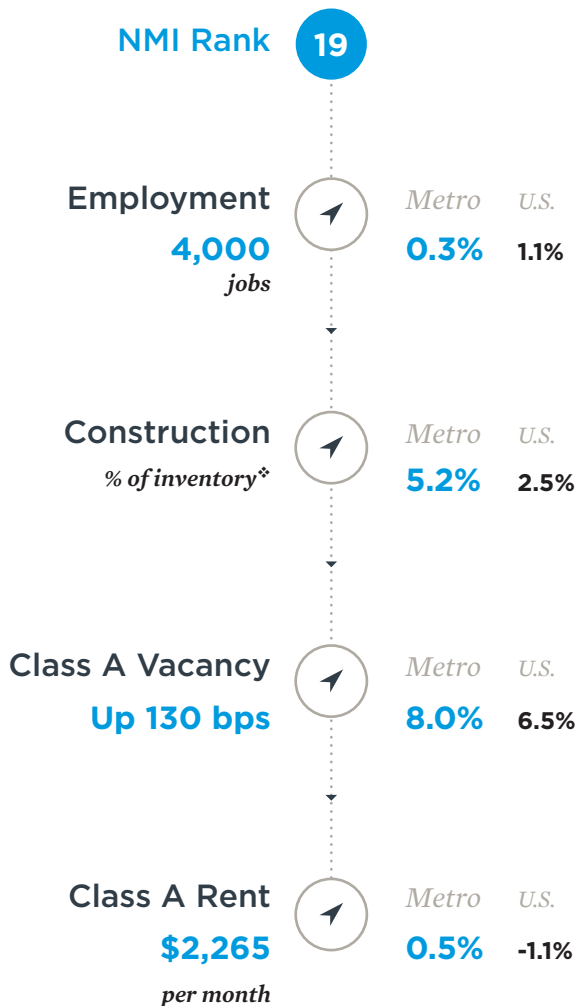 NMI Rank 19
Employment Metro U.S.
4,000 0.3% 1.1%
jobs
Construction Metro U.S.
% of inventory❖ 5.2% 2.5%
Class A Vacancy Metro U.S.
Up 130 bps 8.0% 6.5%
Class A Rent Metro U.S.
$2,265 0.5% -1.1%
per month